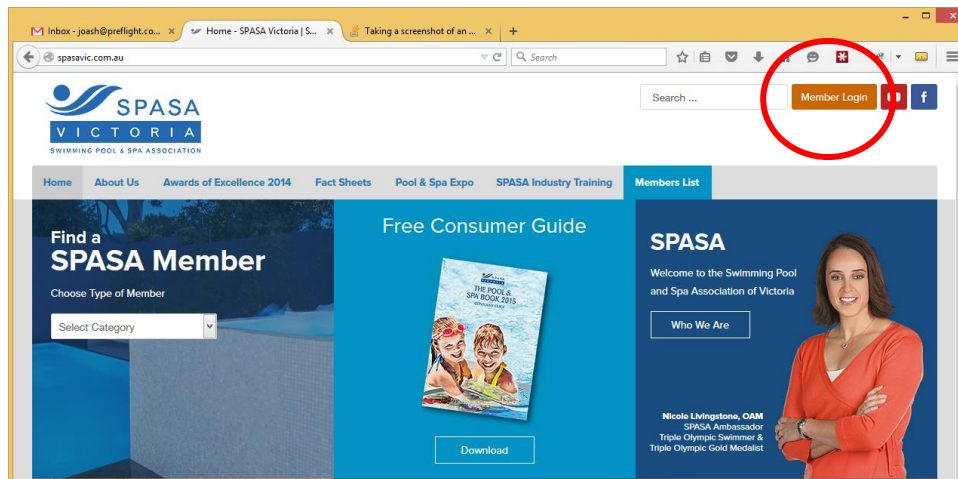 Inbox - joash@preflight.co...
Home - SPASA Victoria | S...
Taking a screenshot of an ...
spasavic.com.au
Search
SPASA
VICTORIA
SWIMMING POOL & SPA ASSOCIATION
Search ...
Member Login
f
Home
About Us
Awards of Excellence 2014
Fact Sheets
Pool & Spa Expo
SPASA Industry Training
Members List
Find a
SPASA Member
Choose Type of Member
Select Category
Free Consumer Guide
SPASA
VICTORIA
THE POOL &
SPA BOOK 2015
CONSUMER GUIDE
Download
SPASA
Welcome to the Swimming Pool
and Spa Association of Victoria
Who We Are
Nicole Livingstone, OAM
SPASA Ambassador
Triple Olympic Swimmer &
Triple Olympic Gold Medalist